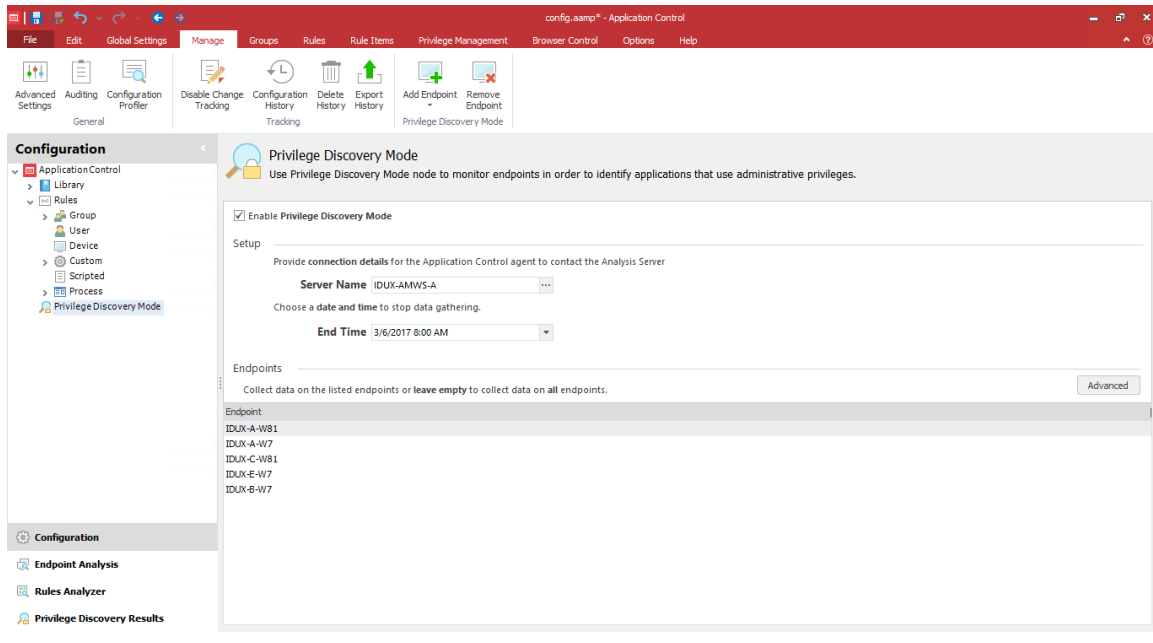 config.aamp* - Application Control
File Edit Global Settings Manage Groups Rules Rule Items Privilege Management Browser Control Options Help
Advanced Settings
Auditing
Configuration Profiler
General
Disable Change Tracking
Configuration History
Delete History
Export History
Tracking
Add Endpoint
Remove Endpoint
Privilege Discovery Mode
Configuration
Application Control
Library
Rules
Group
User
Device
Custom
Scripted
Process
Privilege Discovery Mode
Configuration
Endpoint Analysis
Rules Analyzer
Privilege Discovery Results
Privilege Discovery Mode
Use Privilege Discovery Mode node to monitor endpoints in order to identify applications that use administrative privileges.
Enable Privilege Discovery Mode
Setup
Provide connection details for the Application Control agent to contact the Analysis Server
Server Name IDUX-AMWS-A ...
Choose a date and time to stop data gathering.
End Time 3/6/2017 8:00 AM
Endpoints
Collect data on the listed endpoints or leave empty to collect data on all endpoints.
Advanced
Endpoint
IDUX-A-W81
IDUX-A-W7
IDUX-C-W81
IDUX-E-W7
IDUX-B-W7